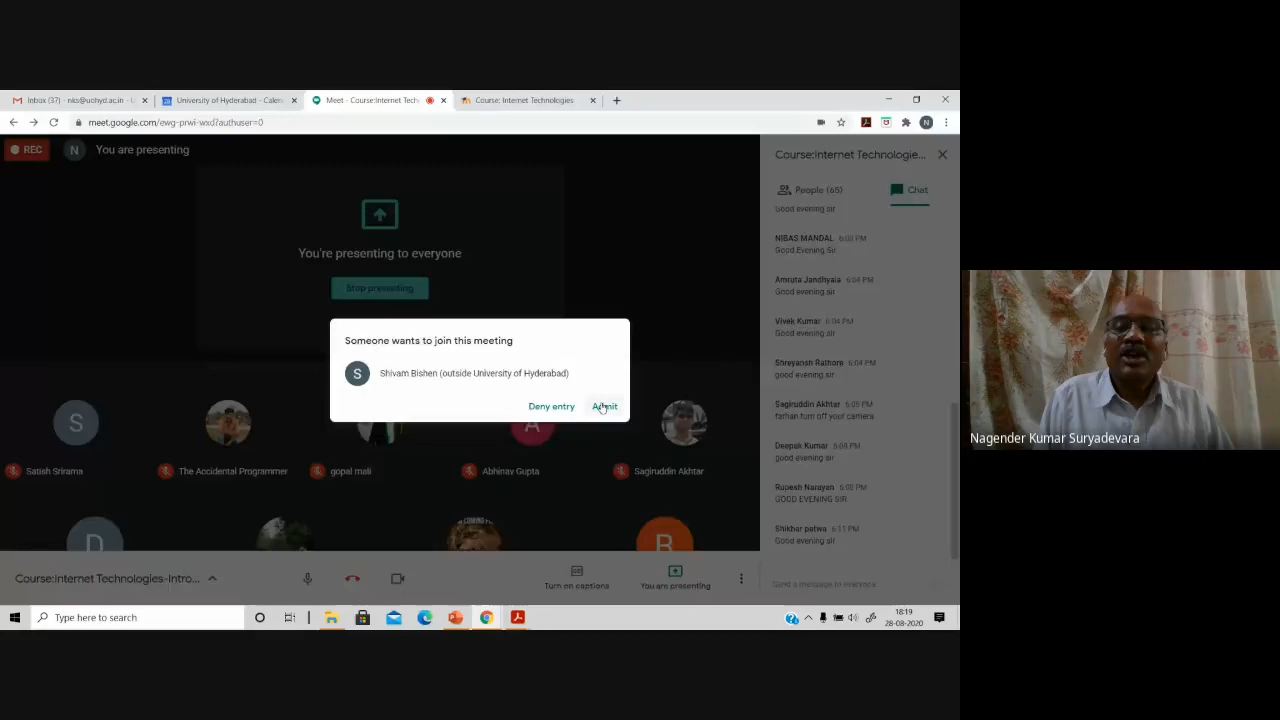 Inbox (37) - nks@uohyd.ac.in - U
University of Hyderabad - Calen
Meet - Course:Internet Tech
Course: Internet Technologies
meet.google.com/ewg-prwi-wxd?authuser=0
N
REC
N
You are presenting
Course:Internet Technologie...
People (65)
Chat
You're presenting to everyone
Stop presenting
Good evening sir
NIBAS MANDAL 6:03 PM
Good Evening Sir
Amruta Jandhyala 6:04 PM
Good evening sir
Vivek Kumar 6:04 PM
Good evening sir
Shreyansh Rathore 6:04 PM
good evening sir
Sagiruddin Akhtar 6:05 PM
farhan turn off your camera
Deepak Kumar
good evening sir
Rupesh Narayan
GOOD EVENING SIR
Shikhar patwa 6:11 PM
Good evening sir
Send a message to everyone
Someone wants to join this meeting
S
Shivam Bishen (outside University of Hyderabad)
Deny entry
Admit
S
A
Satish Srirama
The Accidental Programmer
gopal mali
Abhinav Gupta
Sagiruddin Akhtar
D
B
Course:Internet Technologies-Intro...
Turn on captions
You are presenting
Type here to search
18:19
28-08-2020
Nagender Kumar Suryadevara